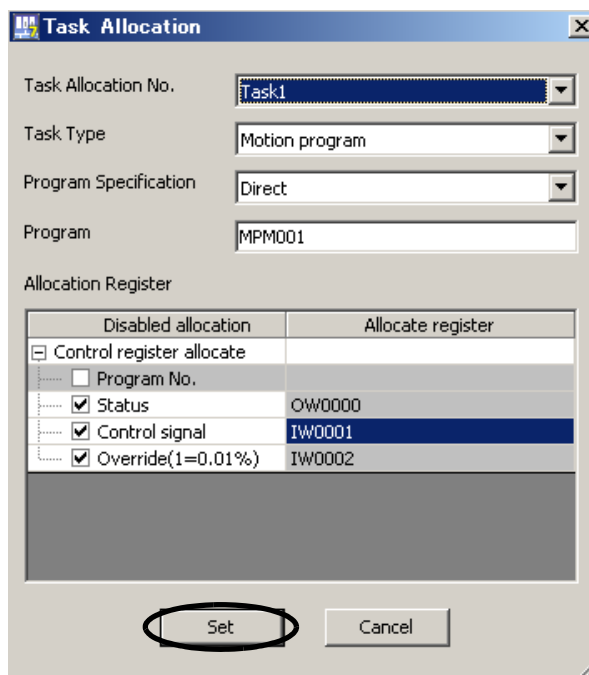 Task Allocation
Task Allocation No. Task1
Task Type Motion program
Program Specification Direct
Program MPM001
Allocation Register
Disabled allocation Allocate register
Control register allocate
Program No.
Status OW0000
Control signal IW0001
Override(1=0.01%) IW0002
Set Cancel